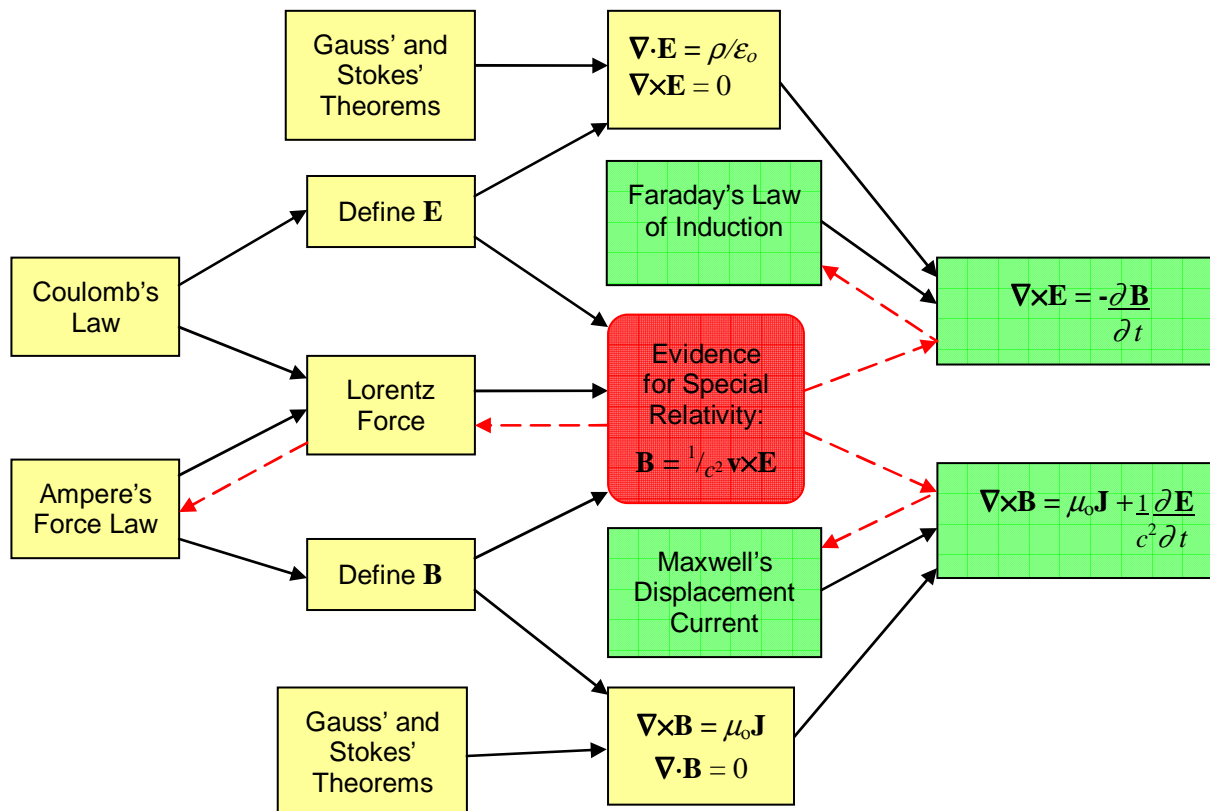 Gauss’ and
Stokes’
Theorems
∇·E = ρ/εo
∇×E = 0
Define E
Faraday’s Law
of Induction
Coulomb’s
Law
∇×E = -∂B
∂t
Lorentz
Force
Evidence
for Special
Relativity:
B = 1/c² v×E
Ampere’s
Force Law
∇×B = μoJ + 1 ∂E
c² ∂t
Define B
Maxwell’s
Displacement
Current
Gauss’ and
Stokes’
Theorems
∇×B = μoJ
∇·B = 0